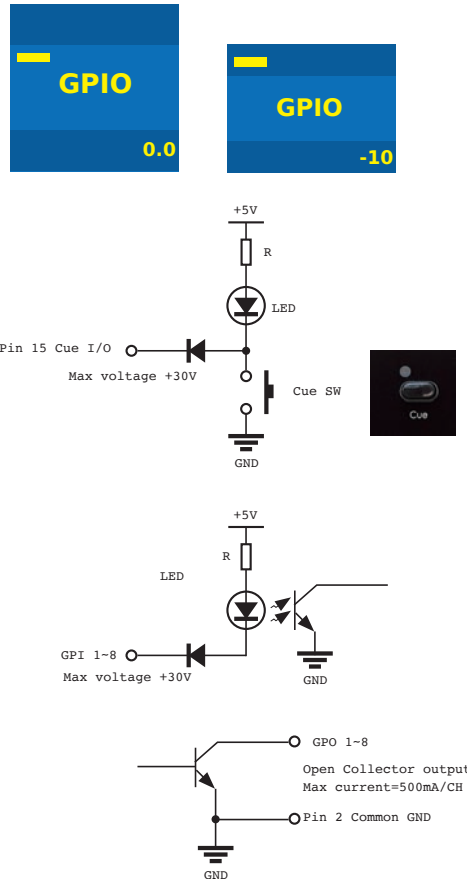 GPIO
0.0
GPIO
-10
+5V
R
LED
Pin 15 Cue I/O
Max voltage +30V
Cue SW
Cue
GND
+5V
R
LED
GPI 1~8
Max voltage +30V
GND
GPO 1~8
Open Collector output
Max current=500mA/CH
Pin 2 Common GND
GND